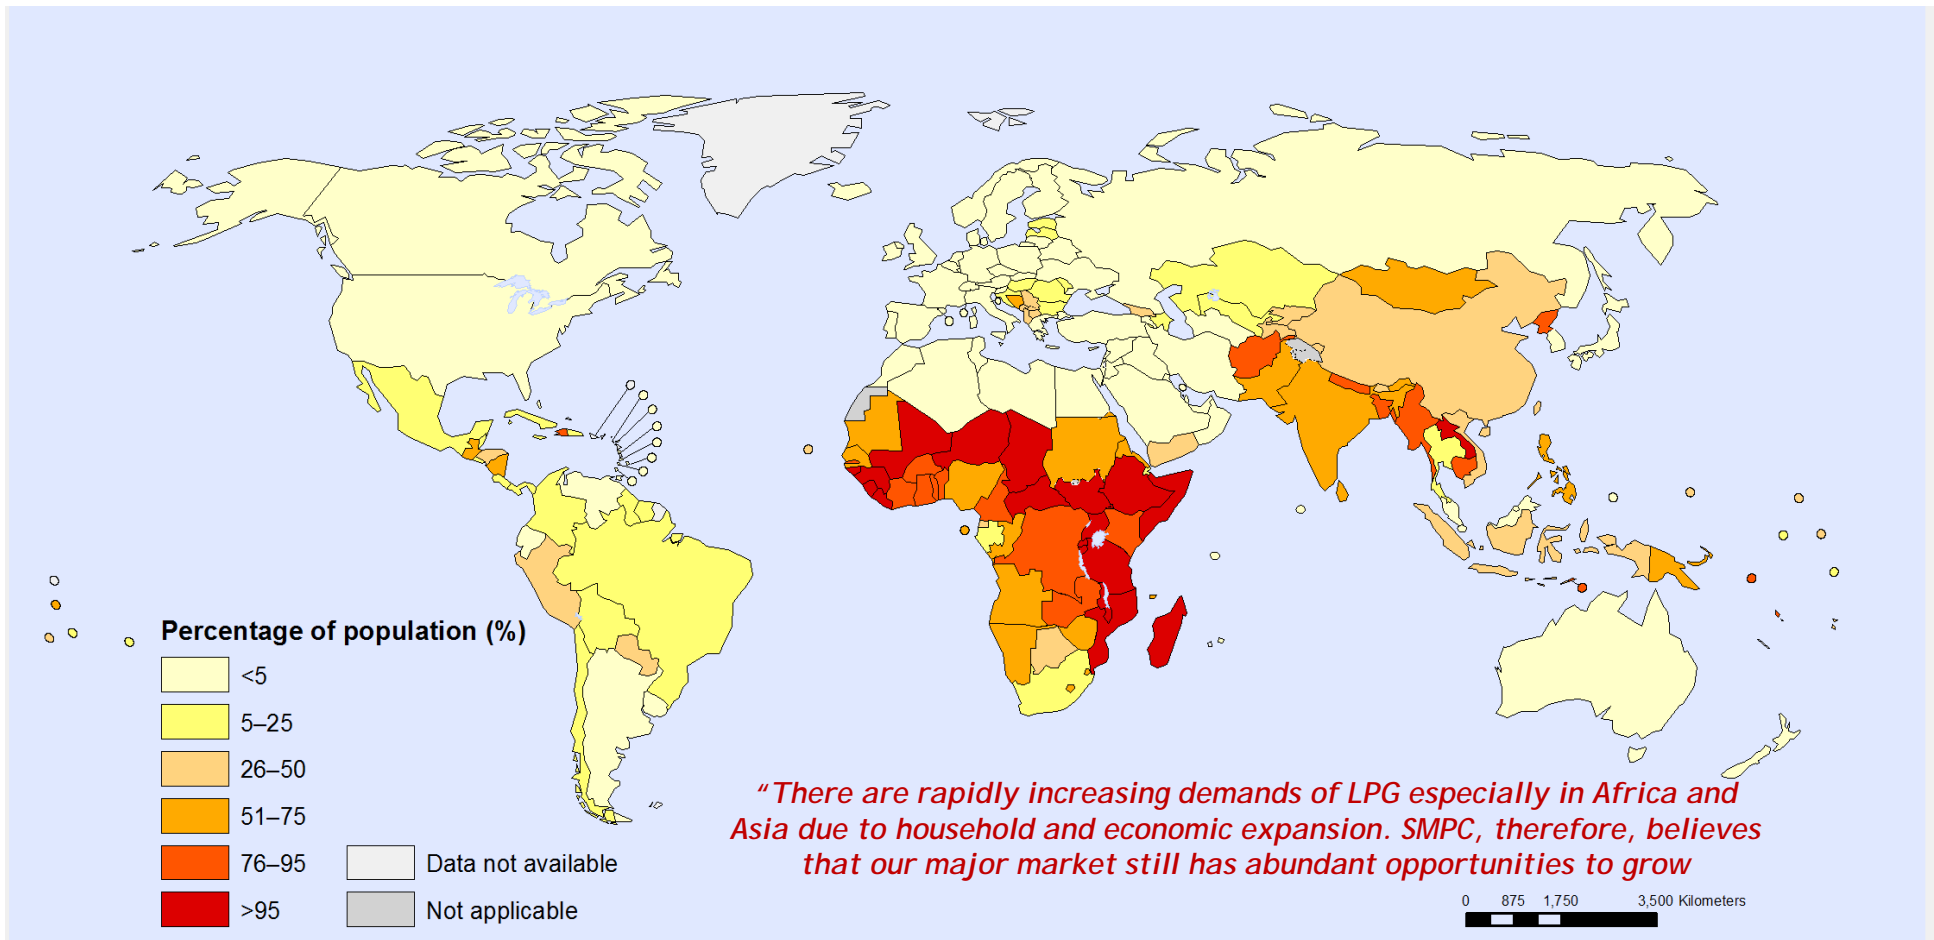 Percentage of population (%)
<5
5–25
26–50
51–75
76–95
>95
Data not available
Not applicable
“There are rapidly increasing demands of LPG especially in Africa and
Asia due to household and economic expansion. SMPC, therefore, believes
that our major market still has abundant opportunities to grow
0 875 1,750 3,500 Kilometers